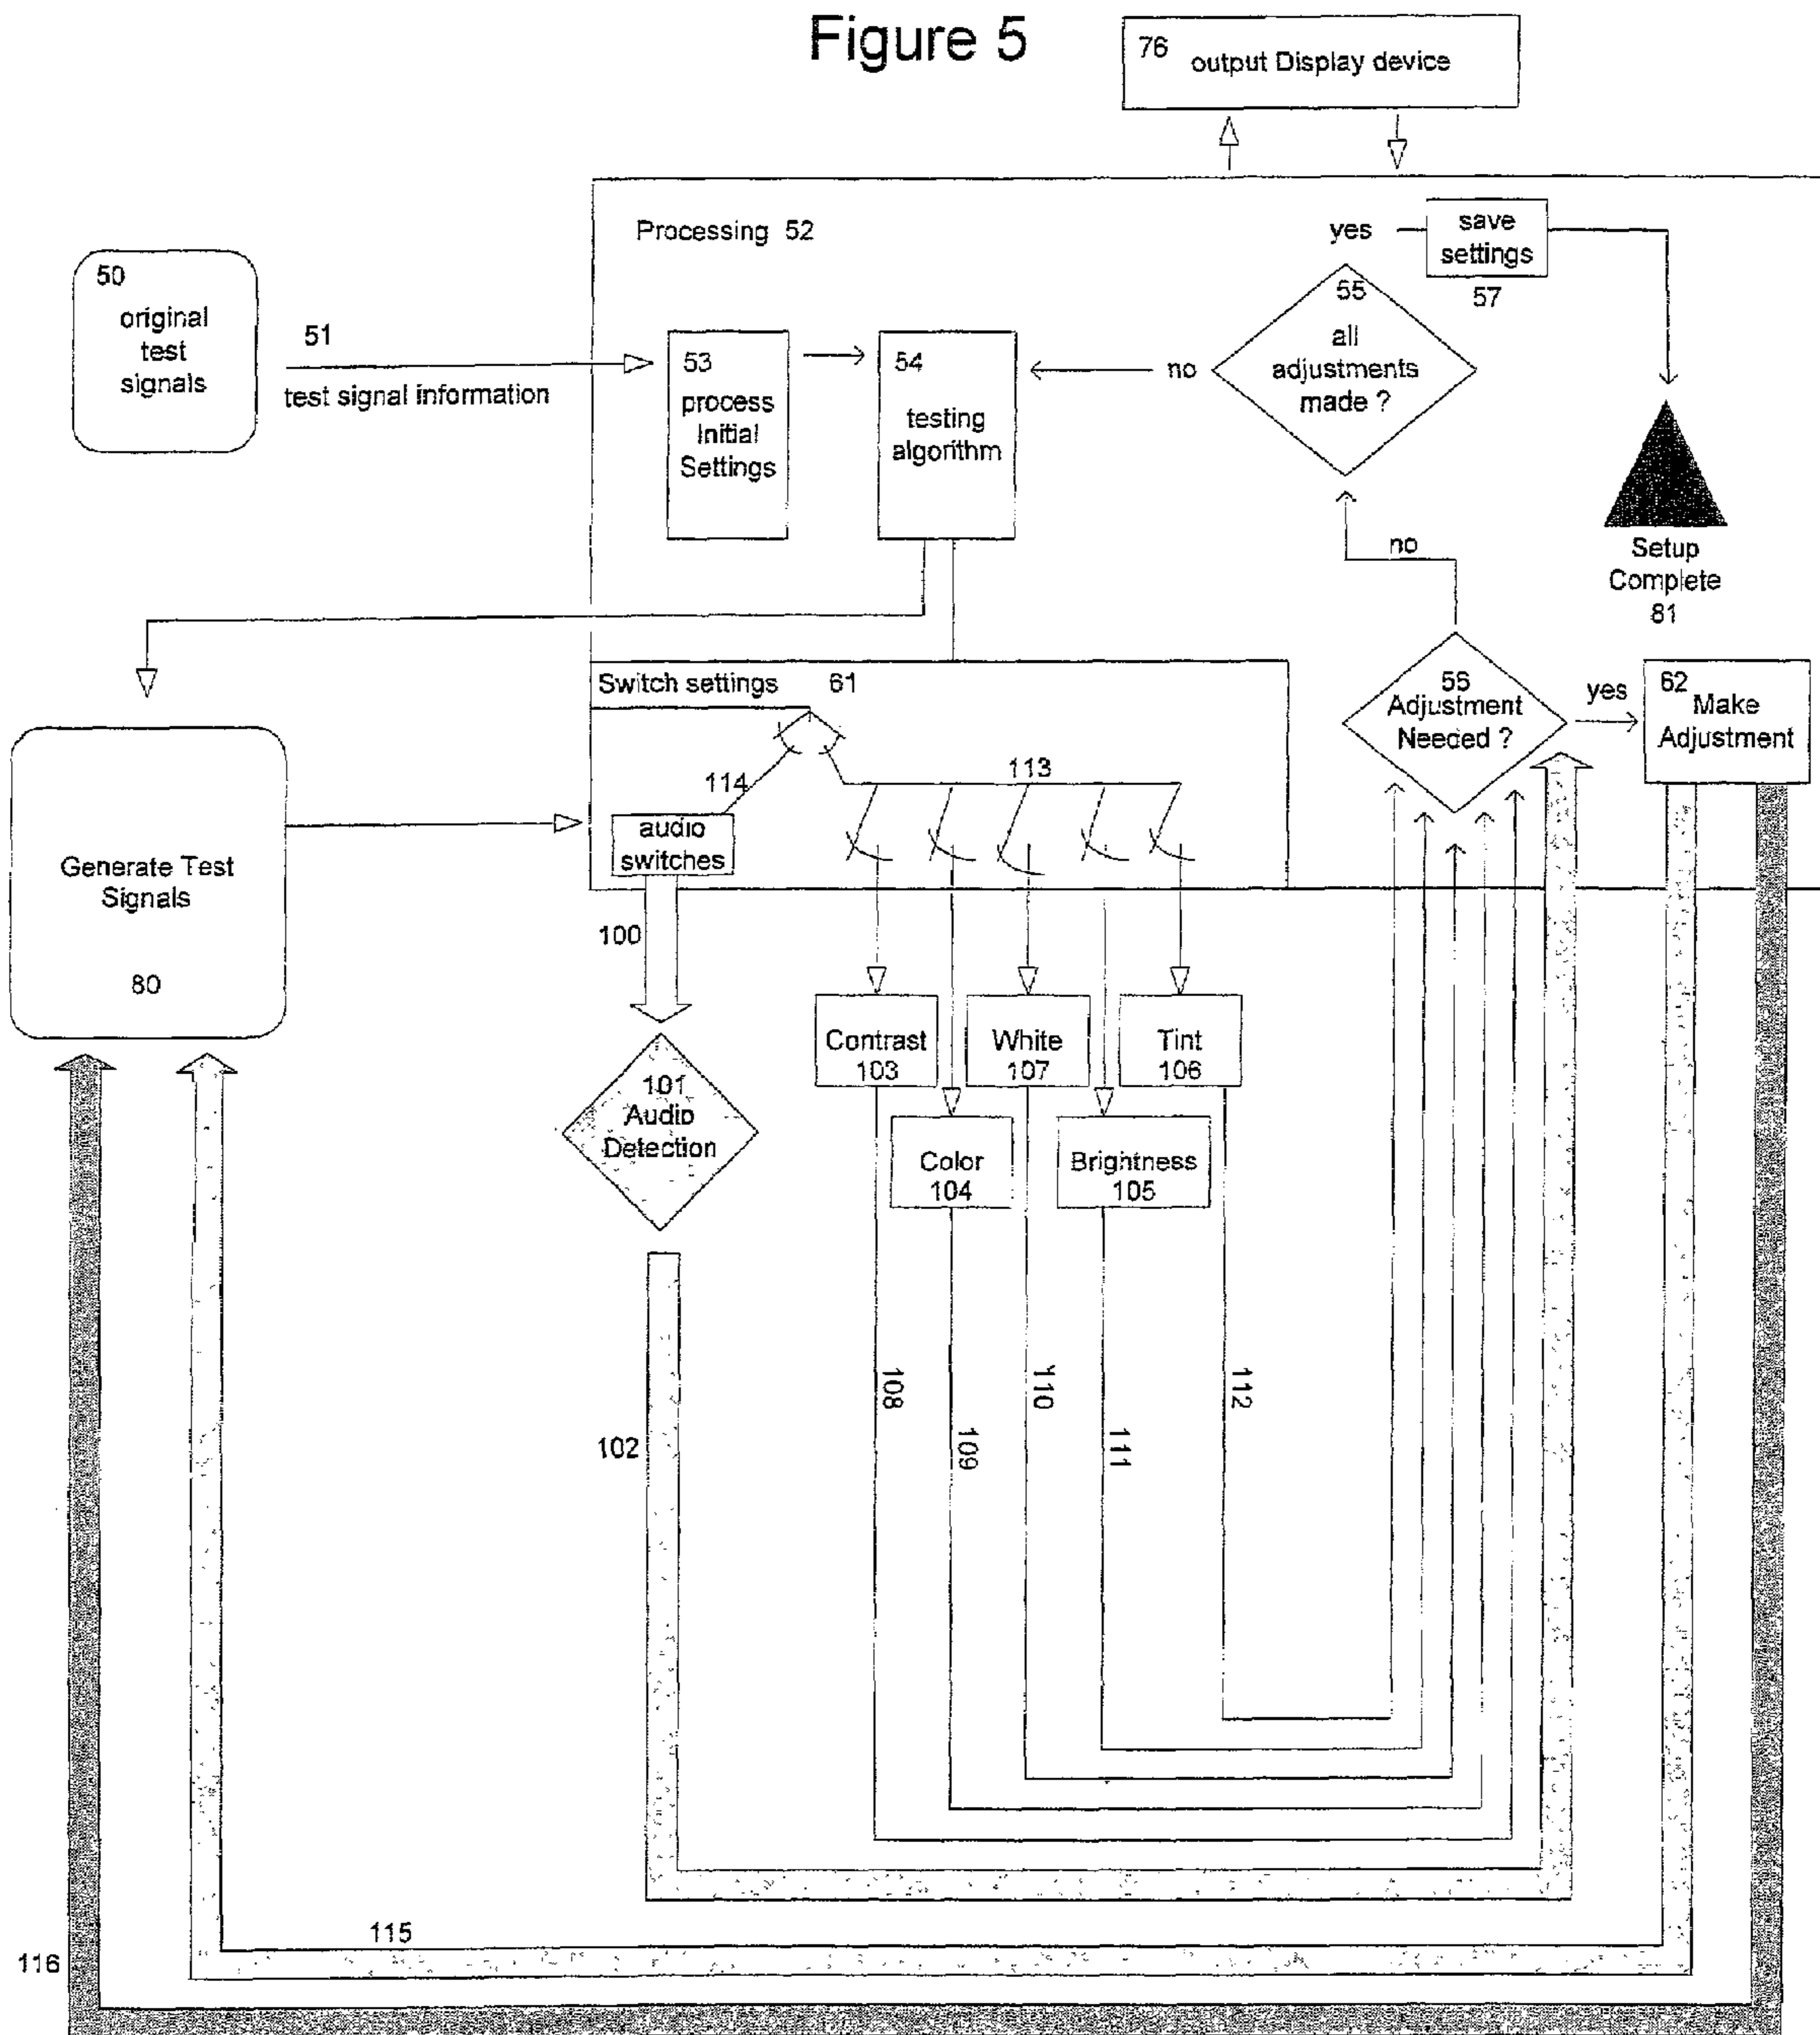 Figure 5
76
output Display device
Processing 52
yes
save
settings
57
50
original
test
signals
51
test signal information
53
process
Initial
Settings
54
testing
algorithm
no
55
all
adjustments
made ?
no
Setup
Complete
81
Switch settings 61
114
113
audio
switches
56
Adjustment
Needed ?
yes
62
Make
Adjustment
Generate Test
Signals
80
100
101
Audio
Detection
Contrast
103
White
107
Tint
106
Color
104
Brightness
105
108
109
110
111
112
102
115
116